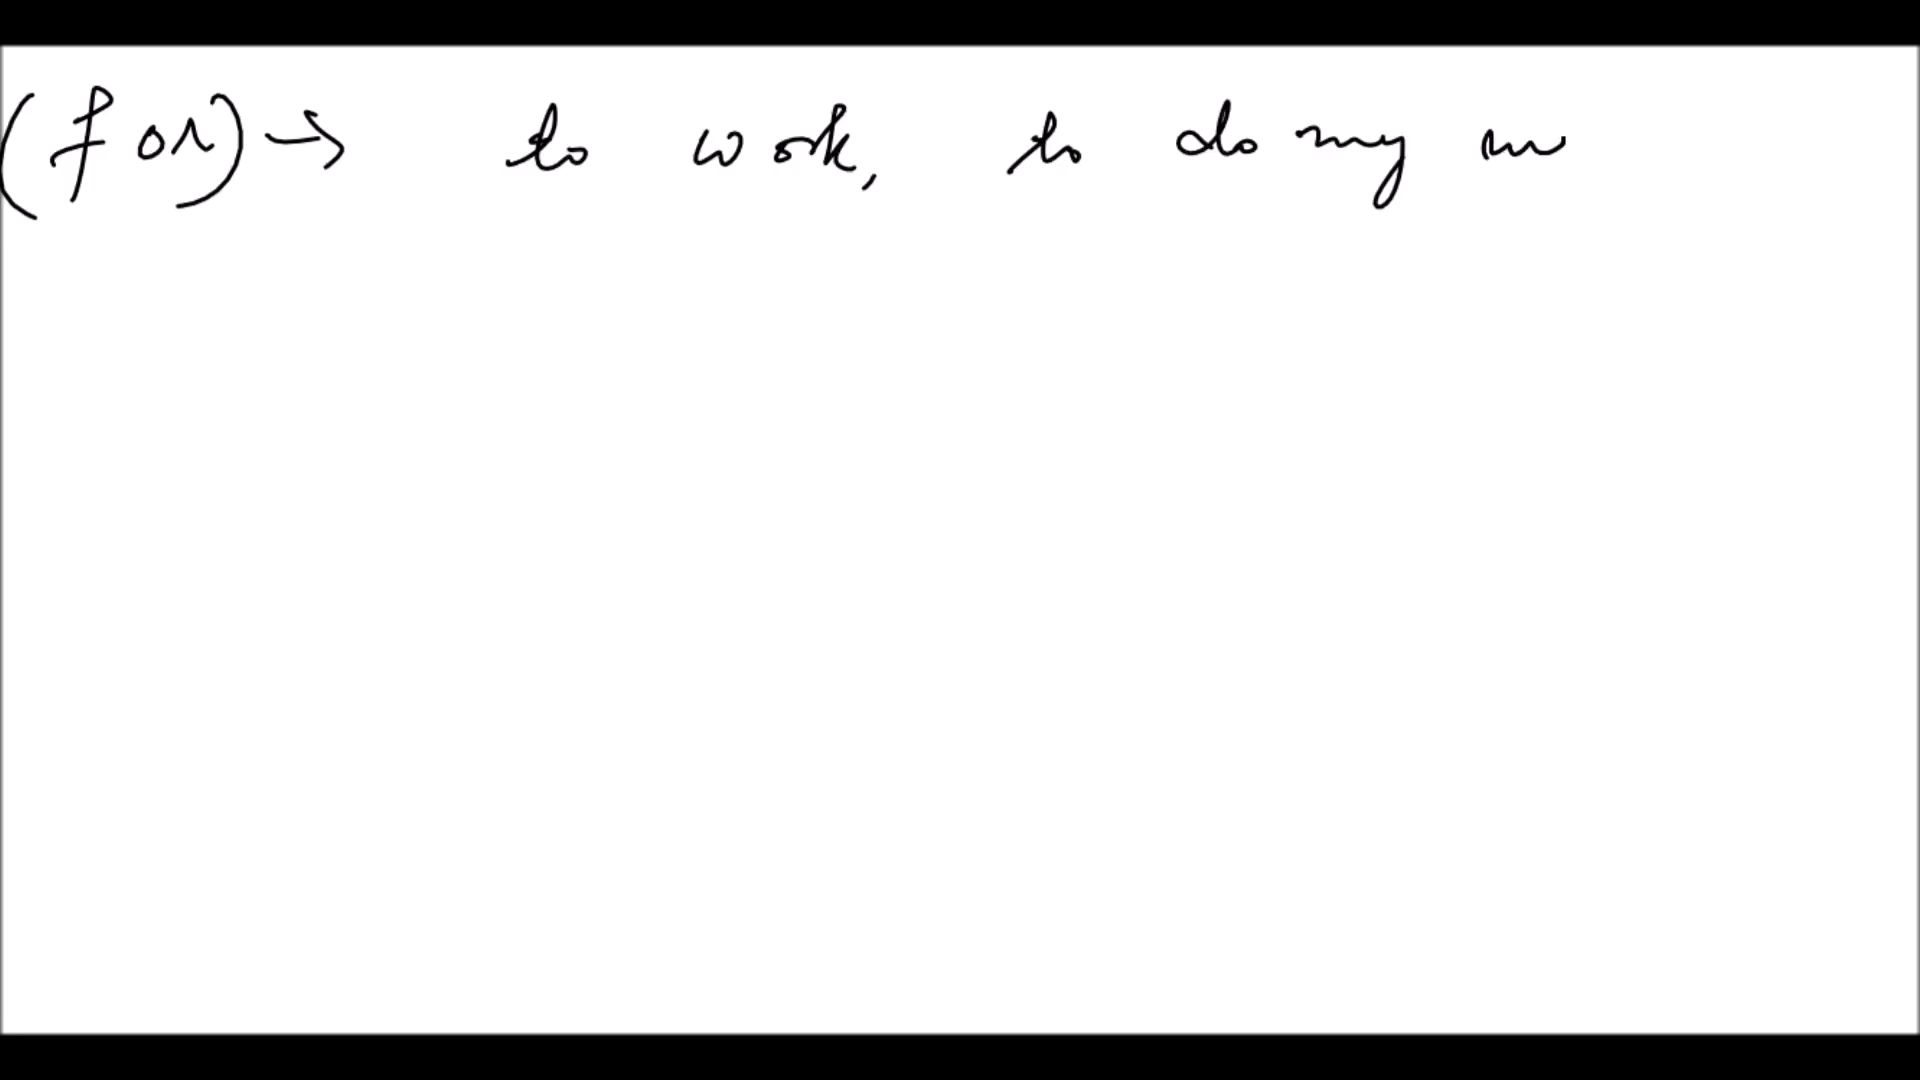 (for) → to work, to do my